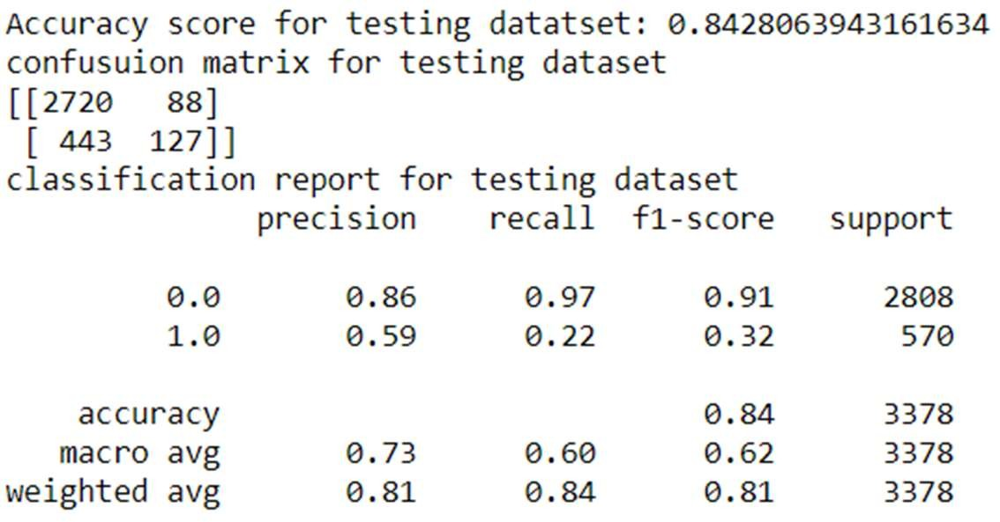 Accuracy score for testing datatset: 0.8428063943161634
confusuion matrix for testing dataset
[[2720   88]
 [ 443  127]]
classification report for testing dataset
              precision    recall  f1-score   support

         0.0       0.86      0.97      0.91      2808
         1.0       0.59      0.22      0.32       570

    accuracy                           0.84      3378
   macro avg       0.73      0.60      0.62      3378
weighted avg       0.81      0.84      0.81      3378